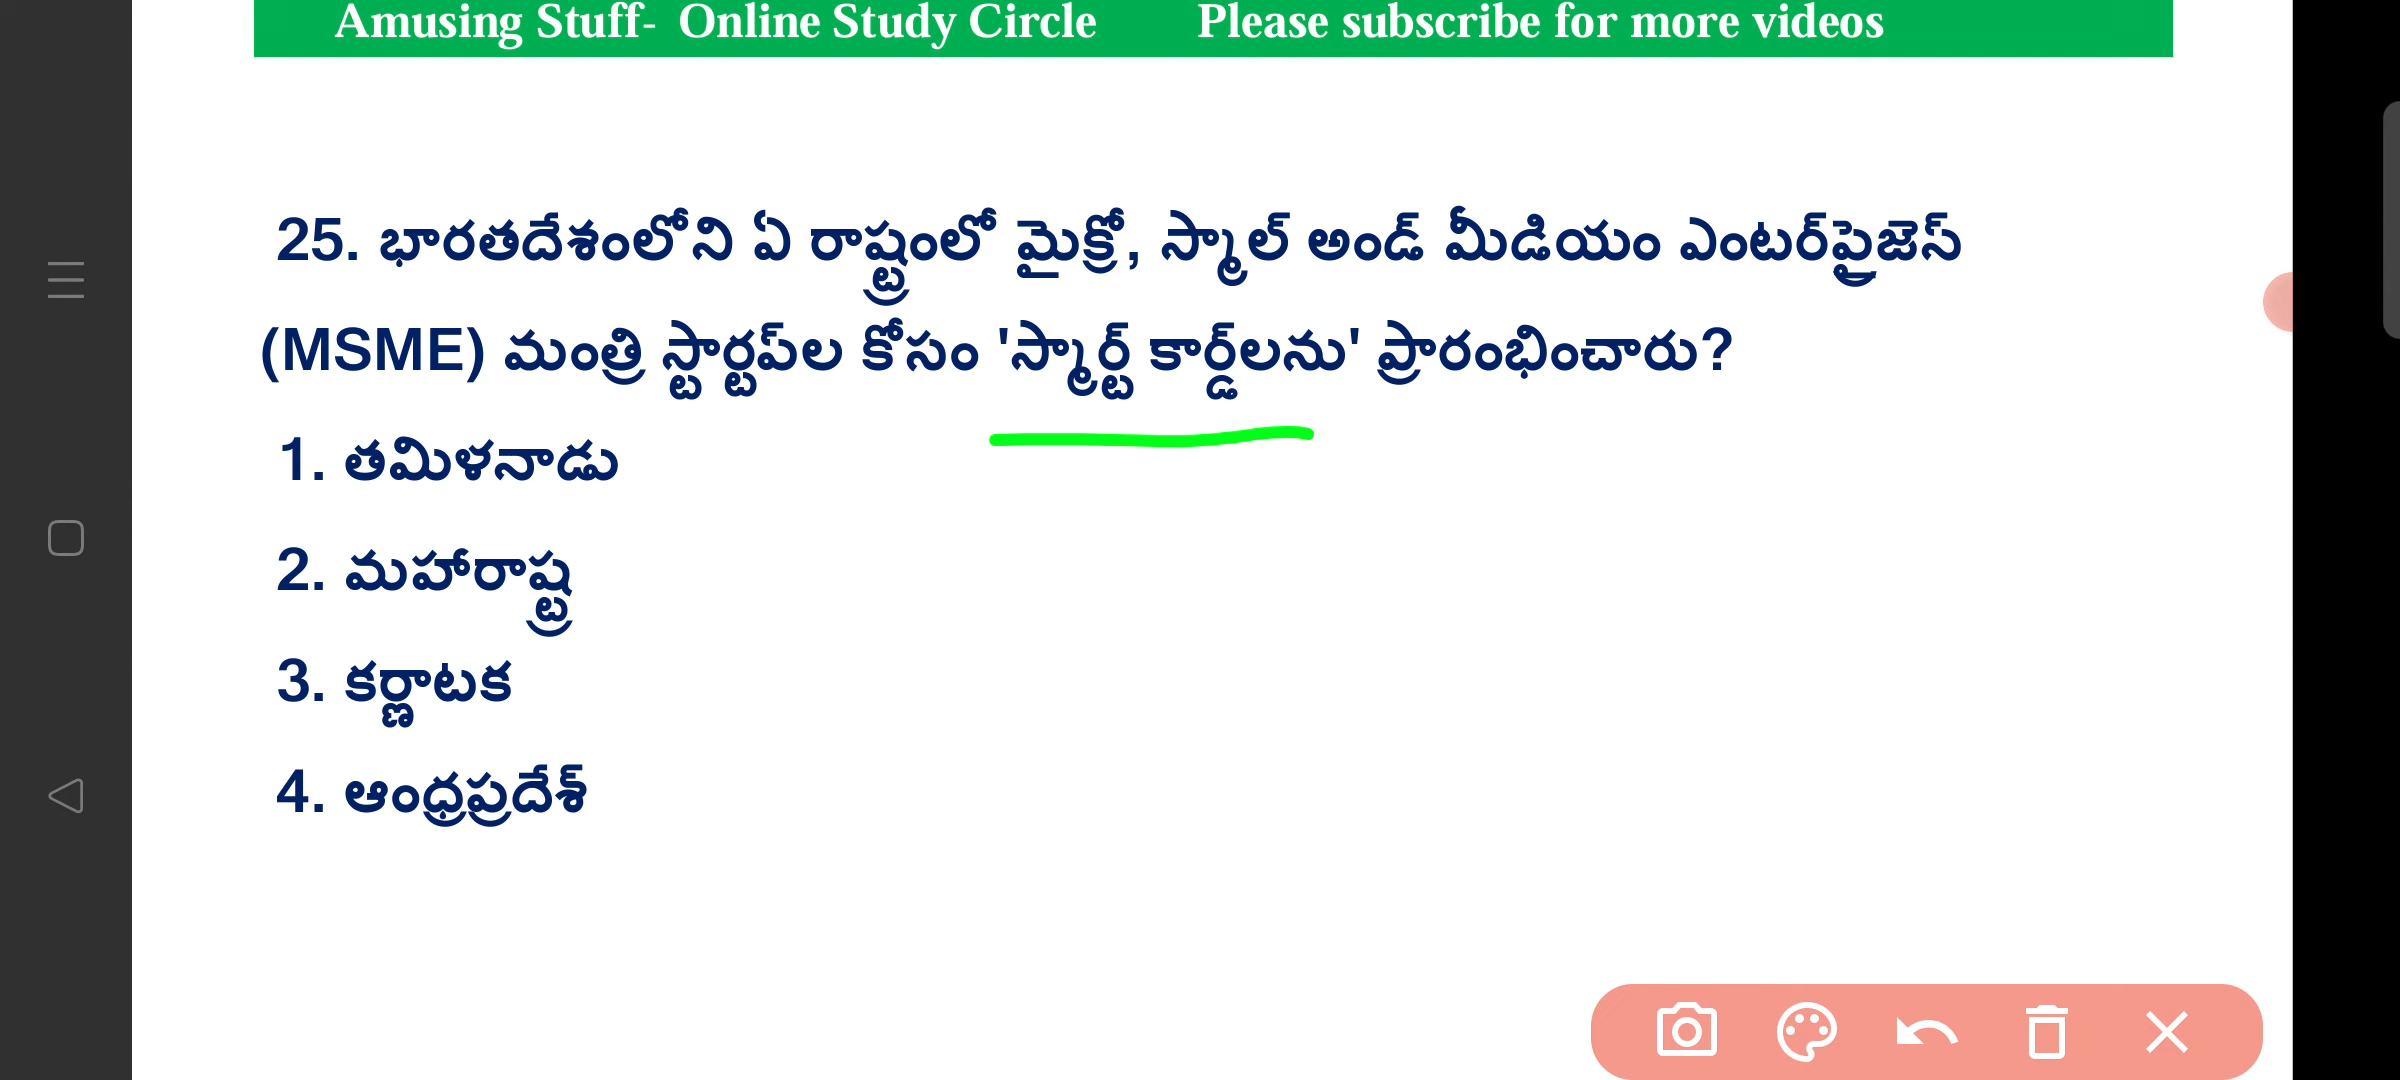 Amusing Stuff- Online Study Circle Please subscribe for more videos
25. భారతదేశంలోని ఏ రాష్ట్రంలో మైక్రో, స్మాల్ అండ్ మీడియం ఎంటర్‌ప్రైజెస్
(MSME) మంత్రి స్టార్టప్‌ల కోసం 'స్మార్ట్ కార్డ్‌లను' ప్రారంభించారు?
1. తమిళనాడు
2. మహారాష్ట్ర
3. కర్ణాటక
4. ఆంధ్రప్రదేశ్